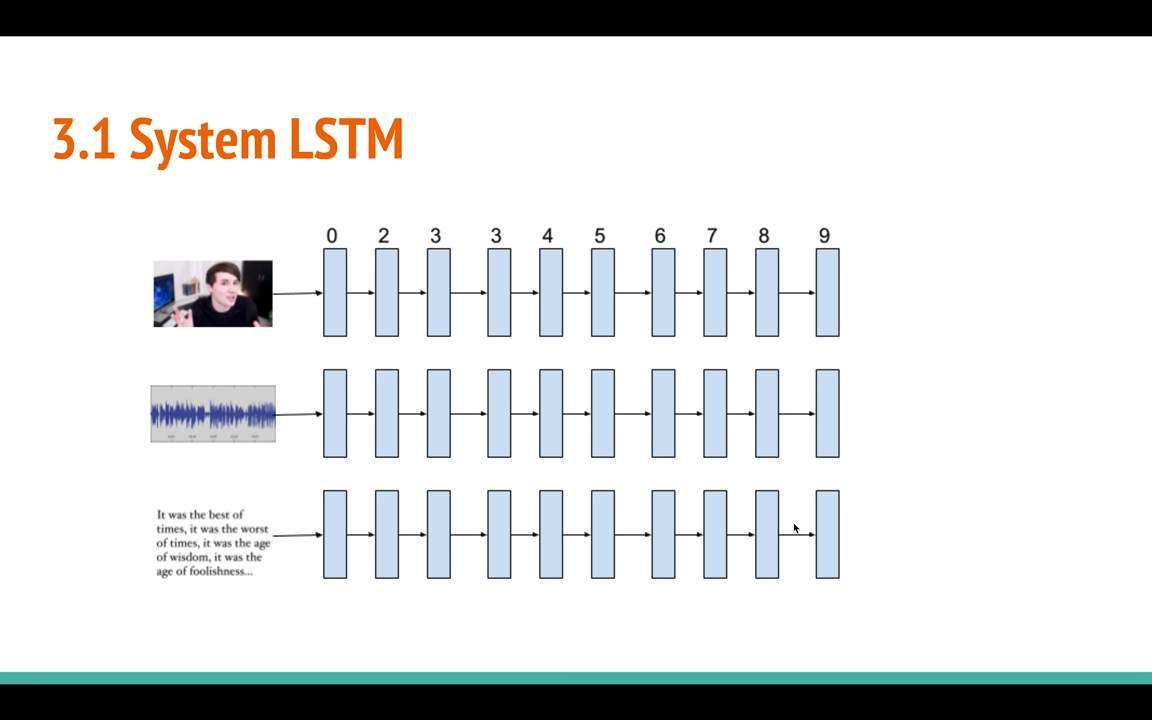 3.1 System LSTM
0 2 3 3 4 5 6 7 8 9
It was the best of
times, it was the worst
of times, it was the age
of wisdom, it was the
age of foolishness...